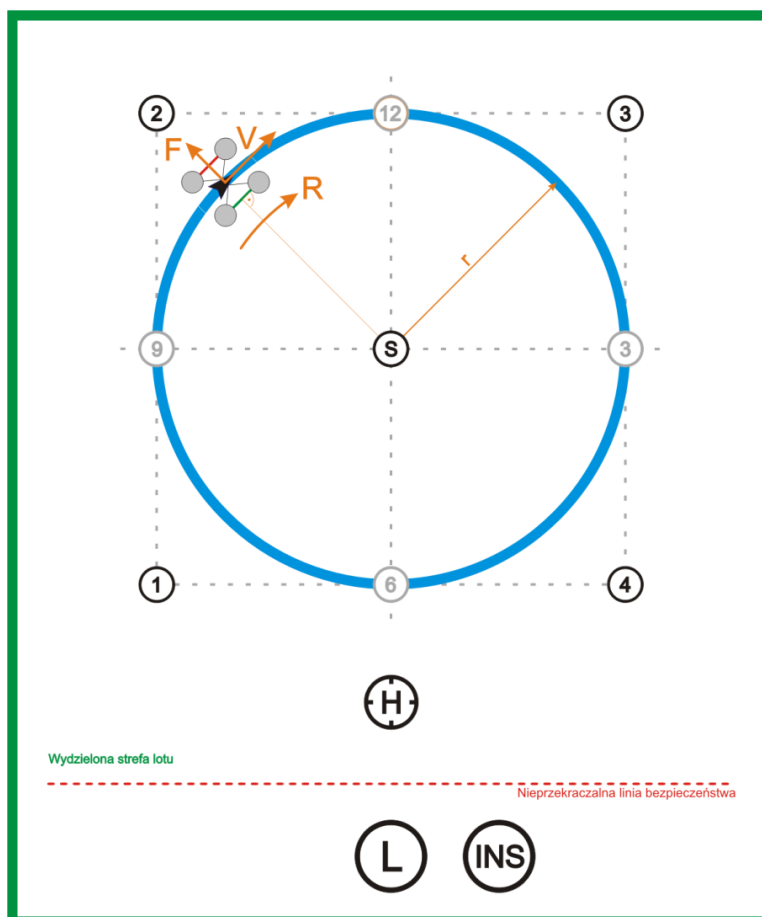 2
12
3
F
V
R
r
9
S
3
1
6
4
H
Wydzielona strefa lotu
Nieprzekraczalna linia bezpieczeństwa
L
INS